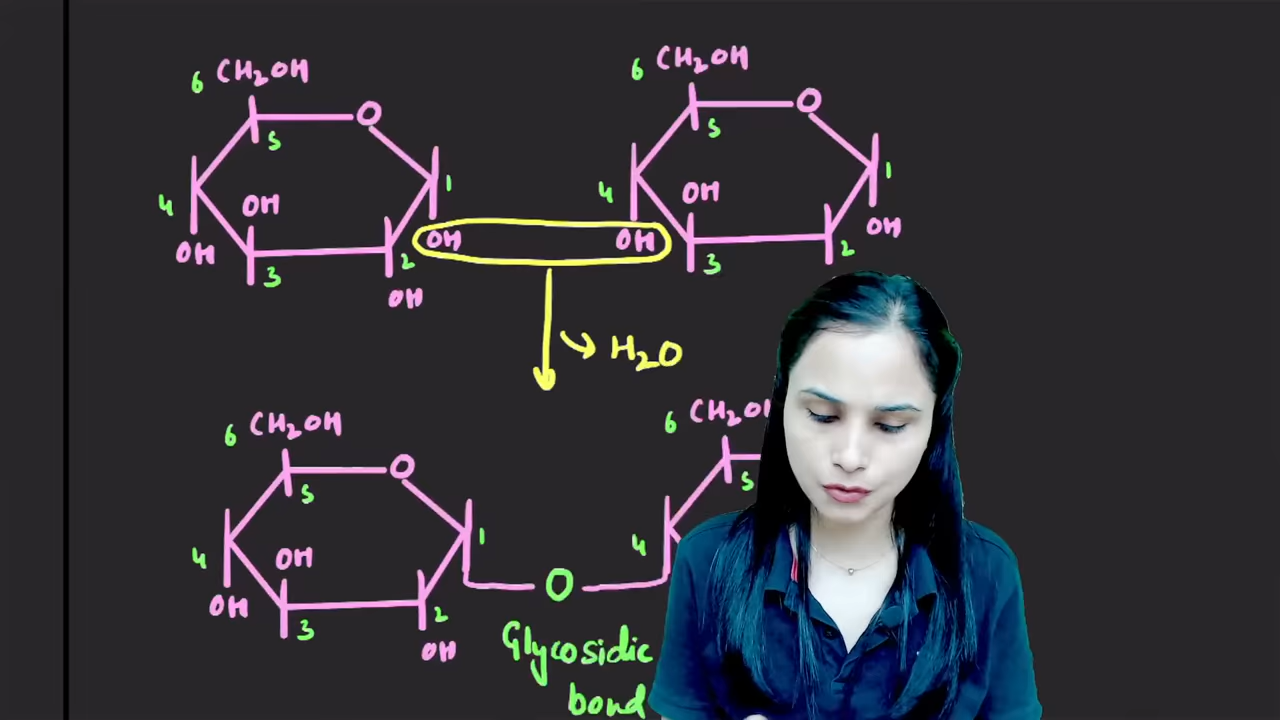 6 CH2OH 6 CH2OH
O O
5 5
4 1 4 1
OH OH
OH OH OH OH
3 2 3 2
OH
H2O
6 CH2OH 6 CH2OH
O
5 5
4 1 4
OH O
OH
3 2
OH
Glycosidic
bond